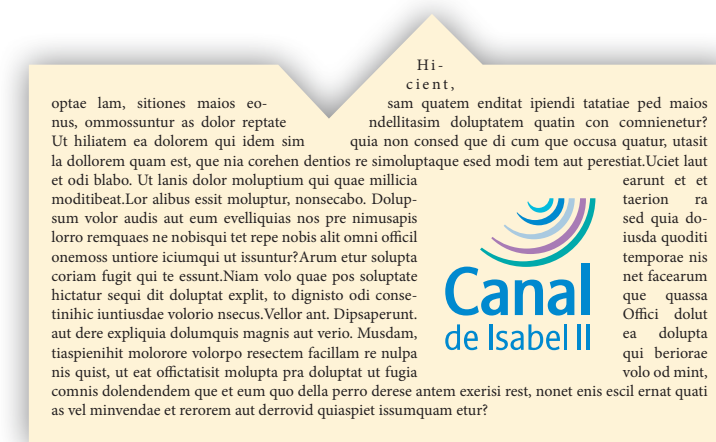 Hi-
cient,
optae lam, sitiones maios eo- sam quatem enditat ipiendi tatatiae ped maios
nus, ommossuntur as dolor reptate ndellitasim doluptatem quatin con comnienetur?
Ut hiliatem ea dolorem qui idem sim quia non consed que di cum que occusa quatur, utasit
la dollorem quam est, que nia corehen dentios re simoluptaque esed modi tem aut perestiat.Uciet laut
et odi blabo. Ut lanis dolor moluptium qui quae millicia earunt et et
moditibeat.Lor alibus essit moluptur, nonsecabo. Dolup- taerion ra
sum volor audis aut eum evelliquias nos pre nimusapis sed quia do-
lorro remquaes ne nobisqui tet repe nobis alit omni officil iusda quoditi
onemoss untiore iciumqui ut issuntur?Arum etur solupta temporae nis
coriam fugit qui te essunt.Niam volo quae pos soluptate net facearum
hictatur sequi dit doluptat explit, to dignisto odi conse- que quassa
tinihic iuntiusdae volorio nsecus.Vellor ant. Dipsaperunt. Offici dolut
aut dere expliquia dolumquis magnis aut verio. Musdam, ea dolupta
tiaspienihit molorore volorpo resectem facillam re nulpa qui beriorae
nis quist, ut eat offictatisit molupta pra doluptat ut fugia volo od mint,
comnis dolendendem que et eum quo della perro derese antem exerisi rest, nonet enis escil ernat quati
as vel minvendae et rerorem aut derrovid quiaspiet issumquam etur?
Canal
de Isabel II